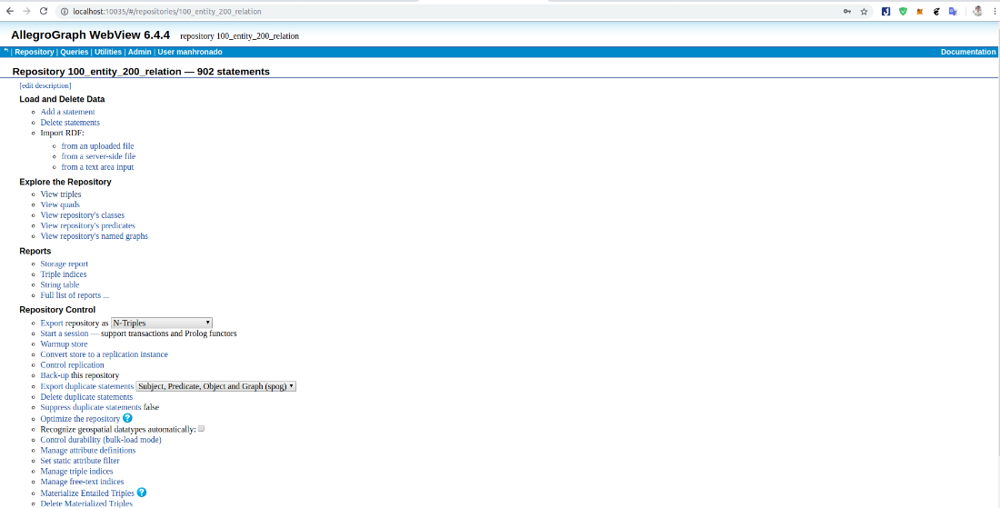 localhost:10035/#/repositories/100_entity_200_relation
AllegroGraph WebView 6.4.4 repository 100_entity_200_relation
| Repository | Queries | Utilities | Admin | User manhronado Documentation
Repository 100_entity_200_relation — 902 statements
[edit description]
Load and Delete Data
Add a statement
Delete statements
Import RDF:
from an uploaded file
from a server-side file
from a text area input
Explore the Repository
View triples
View quads
View repository's classes
View repository's predicates
View repository's named graphs
Reports
Storage report
Triple indices
String table
Full list of reports ...
Repository Control
Export repository as N-Triples
Start a session — support transactions and Prolog functors
Warmup store
Convert store to a replication instance
Control replication
Back-up this repository
Export duplicate statements Subject, Predicate, Object and Graph (spog)
Delete duplicate statements
Suppress duplicate statements false
Optimize the repository ?
Recognize geospatial datatypes automatically:
Control durability (bulk-load mode)
Manage attribute definitions
Set static attribute filter
Manage triple indices
Manage free-text indices
Materialize Entailed Triples ?
Delete Materialized Triples